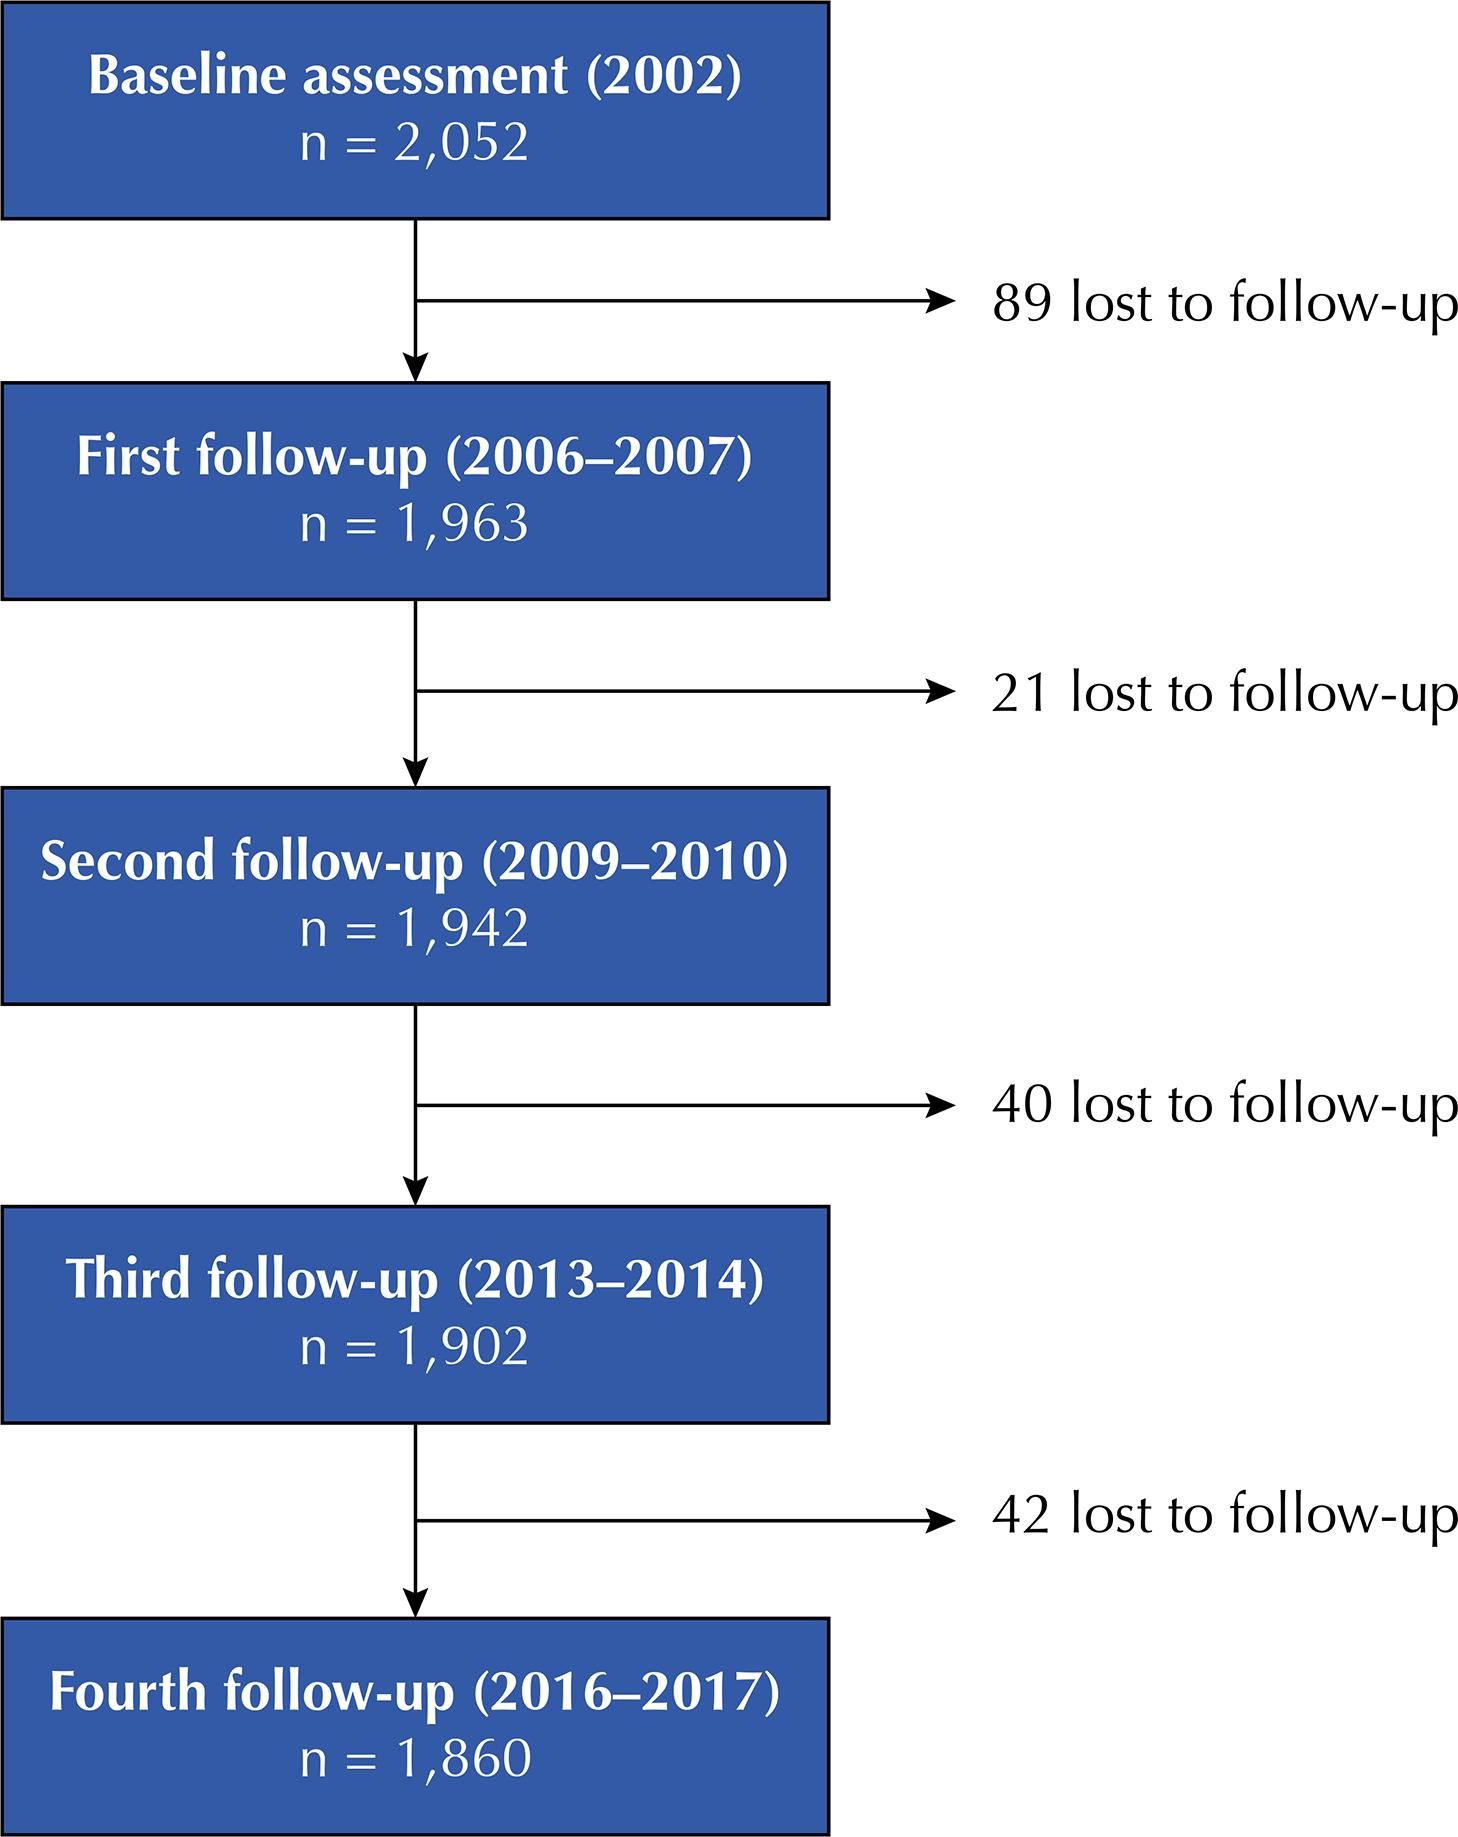 Baseline assessment (2002)
n = 2,052
89 lost to follow-up
First follow-up (2006–2007)
n = 1,963
21 lost to follow-up
Second follow-up (2009–2010)
n = 1,942
40 lost to follow-up
Third follow-up (2013–2014)
n = 1,902
42 lost to follow-up
Fourth follow-up (2016–2017)
n = 1,860